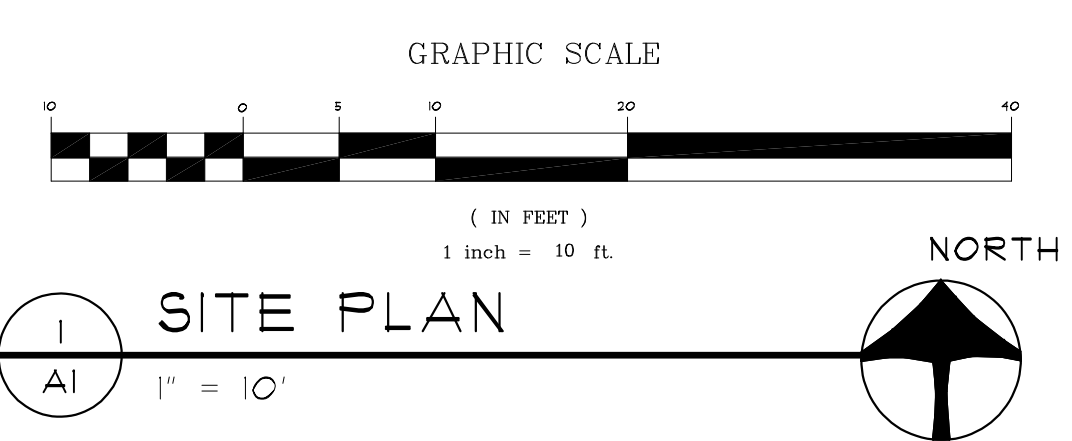 GRAPHIC SCALE
10 0 5 10 20 40
( IN FEET )
1 inch = 10 ft.
NORTH
1 SITE PLAN
A1 1" = 10'